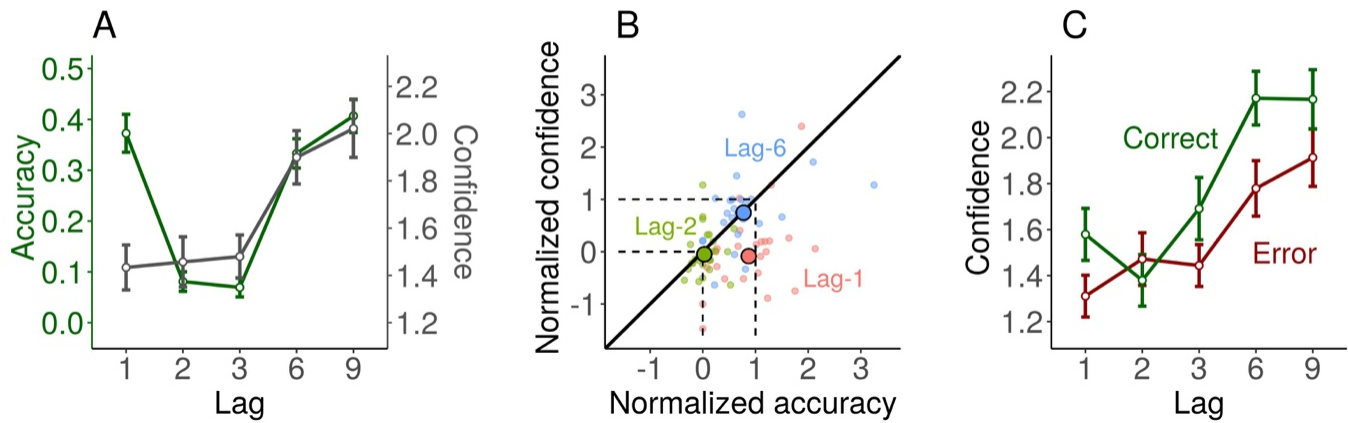 A
Accuracy
0.5
0.4
0.3
0.2
0.1
0.0
2.2
2.0
1.8
1.6
1.4
1.2
Confidence
1 2 3 6 9
Lag
B
Normalized confidence
3
2
1
0
-1
Lag-6
Lag-2
Lag-1
-1 0 1 2 3
Normalized accuracy
C
Confidence
2.2
2.0
1.8
1.6
1.4
1.2
Correct
Error
1 2 3 6 9
Lag